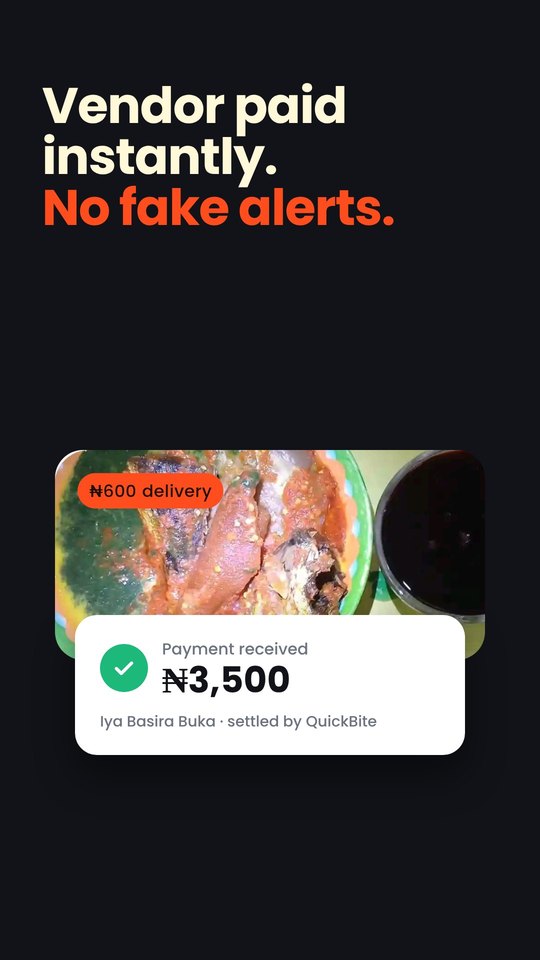 Vendor paid
instantly.
No fake alerts.
₦600 delivery
Payment received
₦3,500
Iya Basira Buka · settled by QuickBite